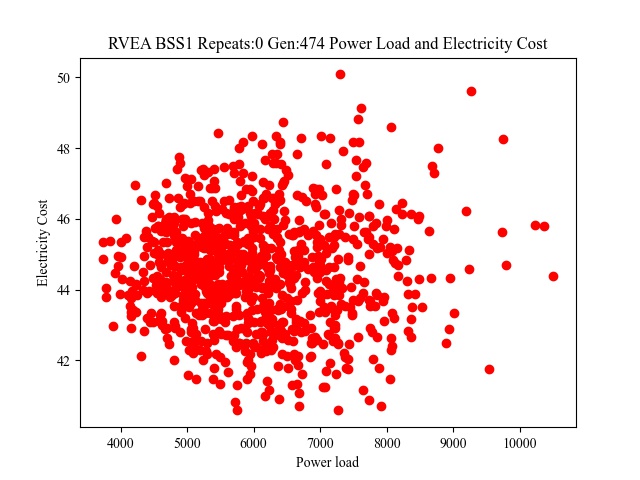 RVEA BSS1 Repeats:0 Gen:474 Power Load and Electricity Cost
50
48
46
44
42
Electricity Cost
4000 5000 6000 7000 8000 9000 10000
Power load